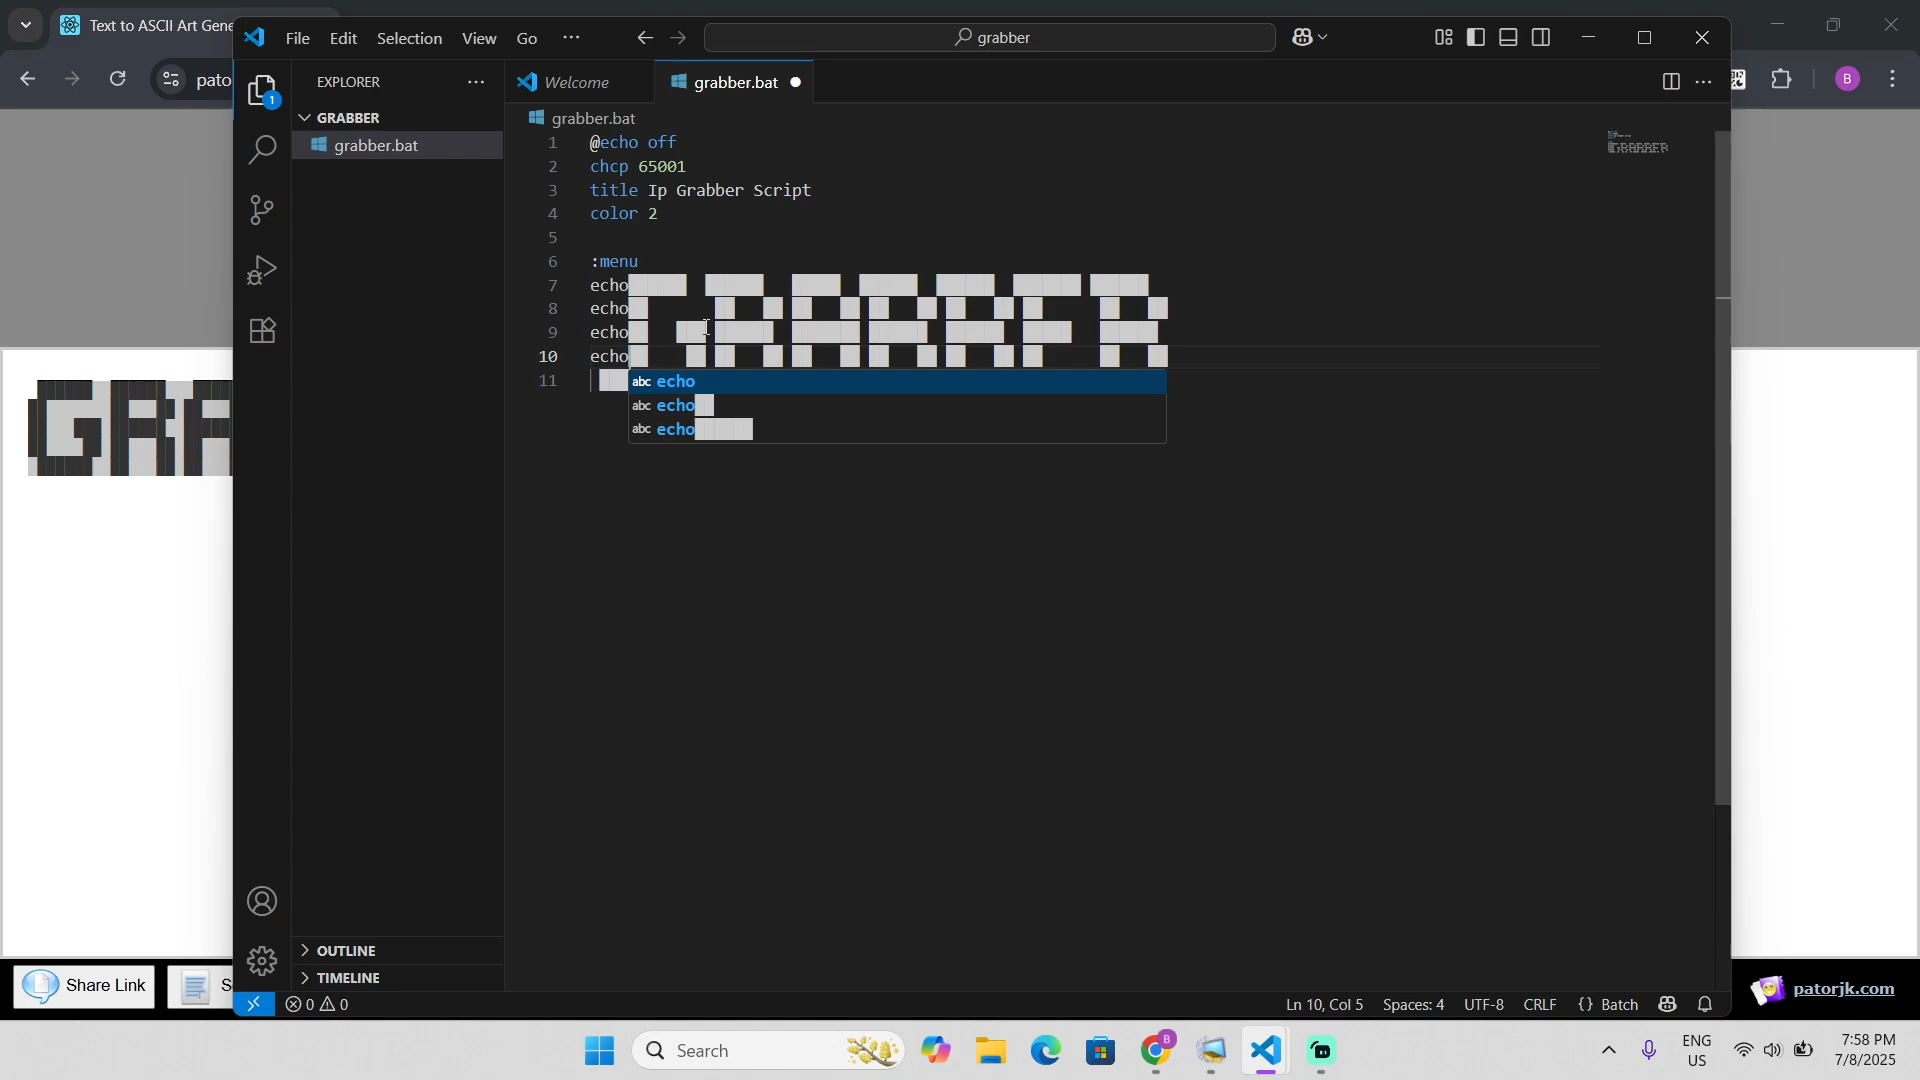 Text to ASCII Art Gene
pato
File Edit Selection View Go ···
grabber
EXPLORER
GRABBER
grabber.bat
Welcome
grabber.bat
grabber.bat
1 @echo off
2 chcp 65001
3 title Ip Grabber Script
4 color 2
5
6 :menu
7 echo██████  ██████   █████  ██████  ██████  ███████ ██████
8 echo██       ██   ██ ██   ██ ██   ██ ██   ██ ██      ██   ██
9 echo██   ███ ██████  ███████ ██████  ██████  █████   ██████
10 echo██    ██ ██   ██ ██   ██ ██   ██ ██   ██ ██      ██   ██
11 ███
abc echo
abc echo██
abc echo██████
OUTLINE
TIMELINE
Share Link
S
patorjk.com
B
1
0 0
Ln 10, Col 5 Spaces: 4 UTF-8 CRLF {} Batch
Search
B
ENG
US
7:58 PM
7/8/2025